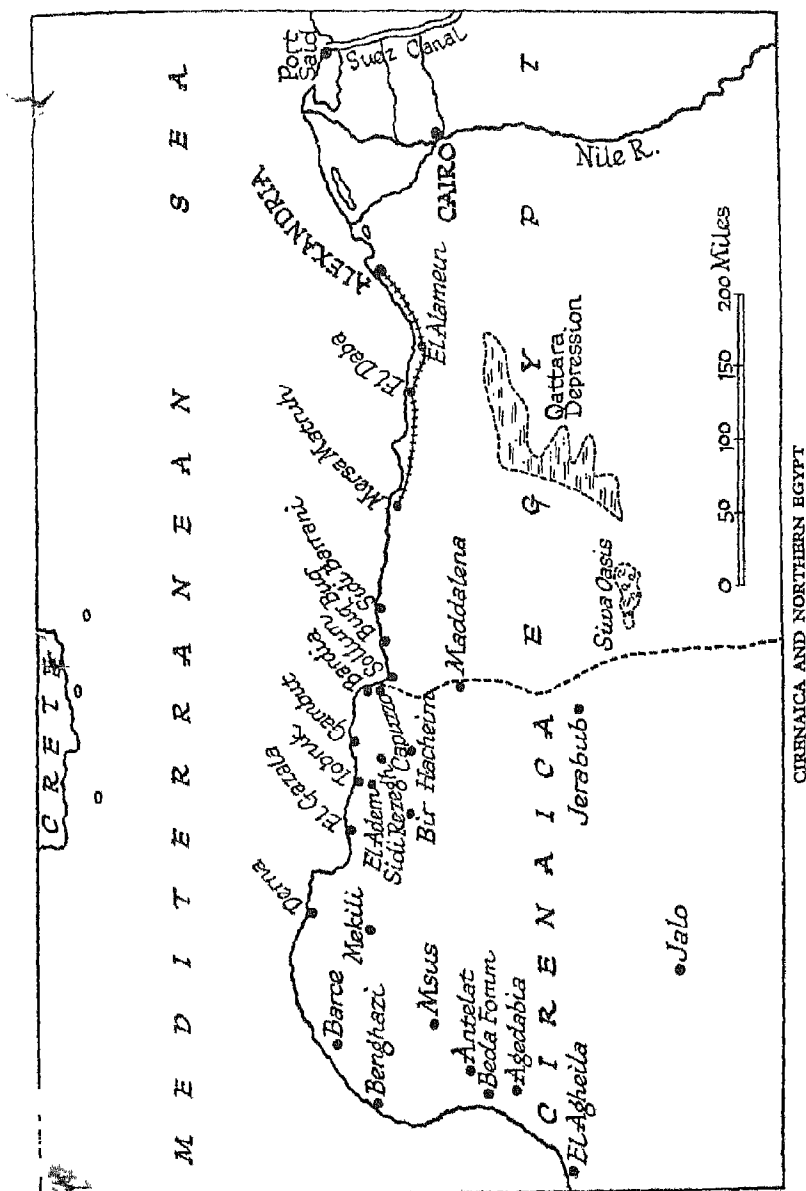 MEDITERRANEAN SEA
CRETE
Derna
El Gazala
Tobruk
Gambut
Bardia
Sollum
Buq Buq
Sidi Barrani
Mersa Matruh
El Daba
ALEXANDRIA
Port
Said
Suez Canal
El Alamein
CAIRO
Nile R.
Barce
Mekili
El Adem
Sidi Rezegh
Capuzzo
Bir Hacheim
Benghazi
Msus
Maddalena
Antelat
Beda Fomm
Agedabia
El Agheila
CIRENAICA
EGYPT
Qattara
Depression
Jerabub
Siwa Oasis
Jalo
0 50 100 150 200 Miles
CIRENAICA AND NORTHERN EGYPT